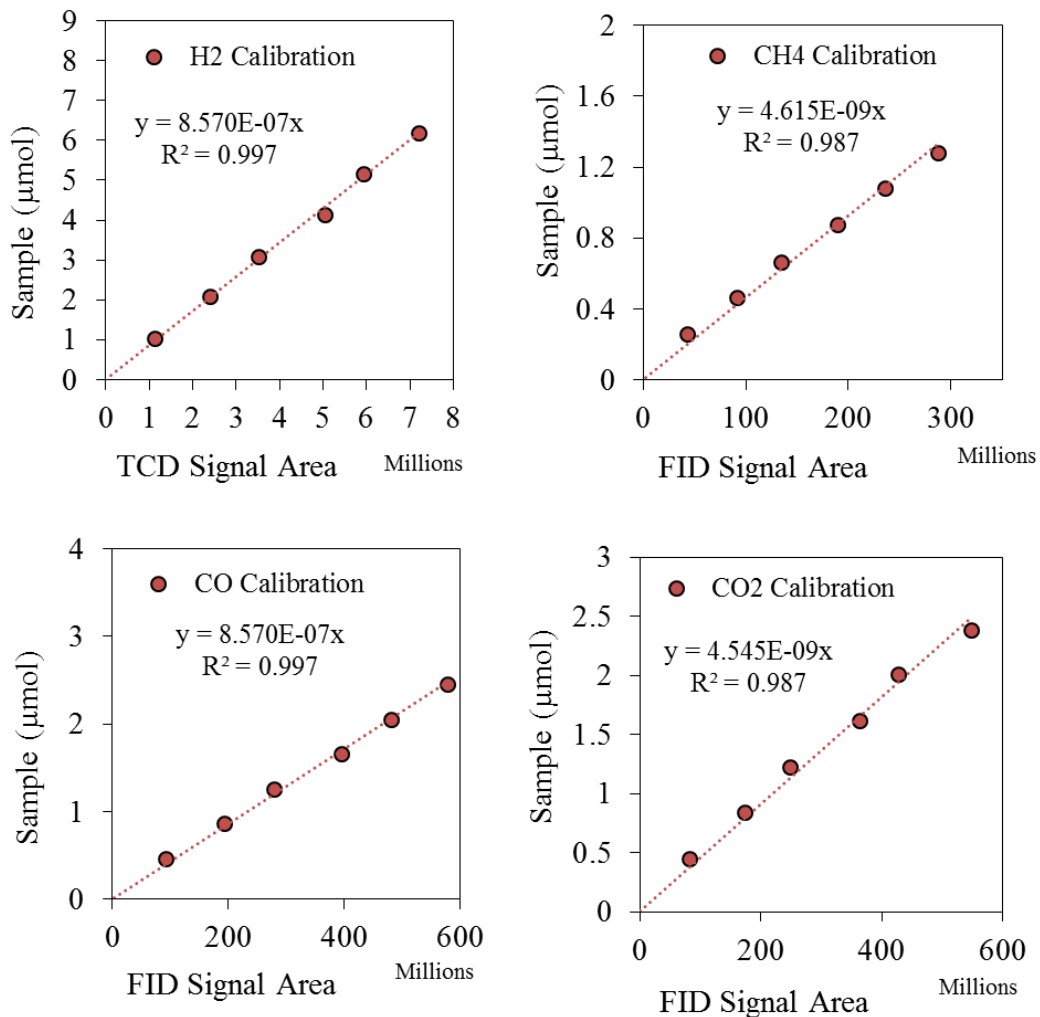 H2 Calibration
y = 8.570E-07x
R² = 0.997
Sample (µmol)
9
8
7
6
5
4
3
2
1
0
0 1 2 3 4 5 6 7 8
TCD Signal Area
Millions
CH4 Calibration
y = 4.615E-09x
R² = 0.987
Sample (µmol)
2
1.6
1.2
0.8
0.4
0
0 100 200 300
FID Signal Area
Millions
CO Calibration
y = 8.570E-07x
R² = 0.997
Sample (µmol)
4
3
2
1
0
0 200 400 600
FID Signal Area
Millions
CO2 Calibration
y = 4.545E-09x
R² = 0.987
Sample (µmol)
3
2.5
2
1.5
1
0.5
0
0 200 400 600
FID Signal Area
Millions